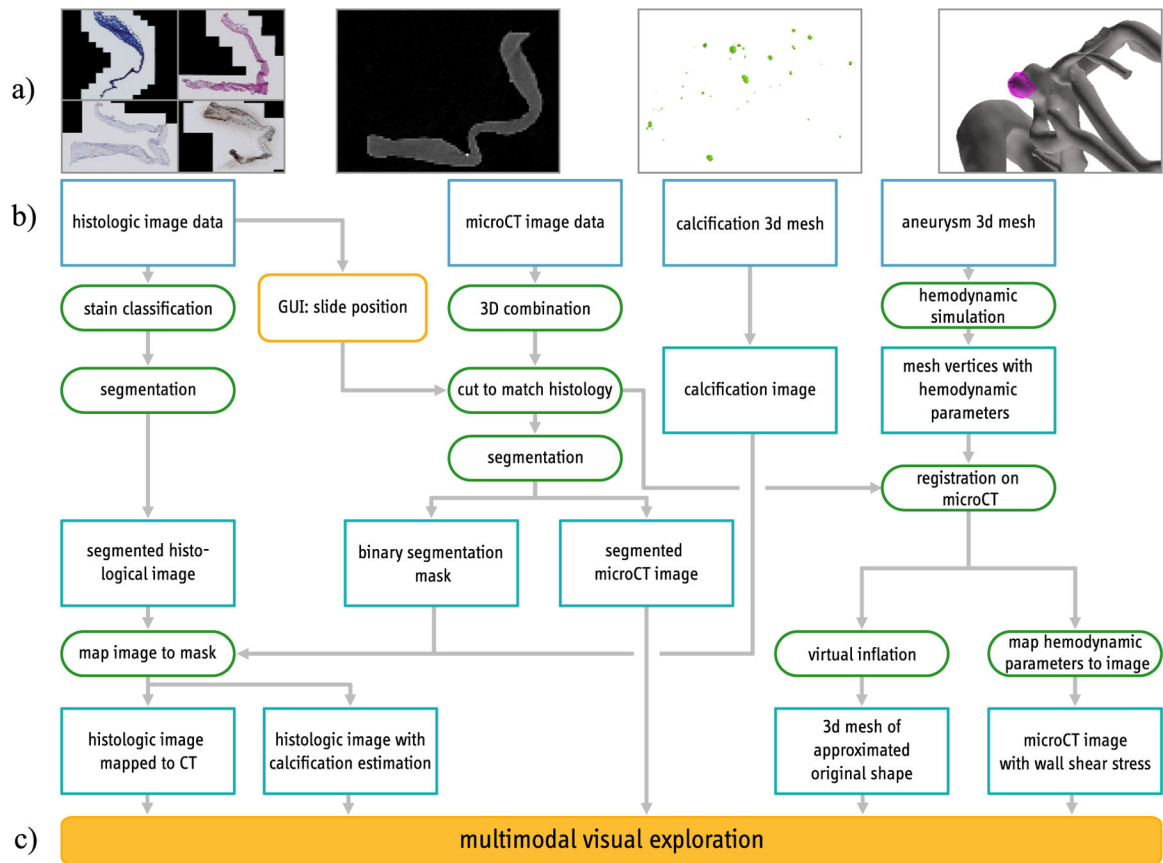 a)
b)
histologic image data
microCT image data
calcification 3d mesh
aneurysm 3d mesh
stain classification
GUI: slide position
3D combination
hemodynamic
simulation
segmentation
cut to match histology
calcification image
mesh vertices with
hemodynamic
parameters
segmentation
registration on
microCT
segmented histo-
logical image
binary segmentation
mask
segmented
microCT image
map image to mask
virtual inflation
map hemodynamic
parameters to image
histologic image
mapped to CT
histologic image with
calcification estimation
3d mesh of
approximated
original shape
microCT image
with wall shear stress
c)
multimodal visual exploration